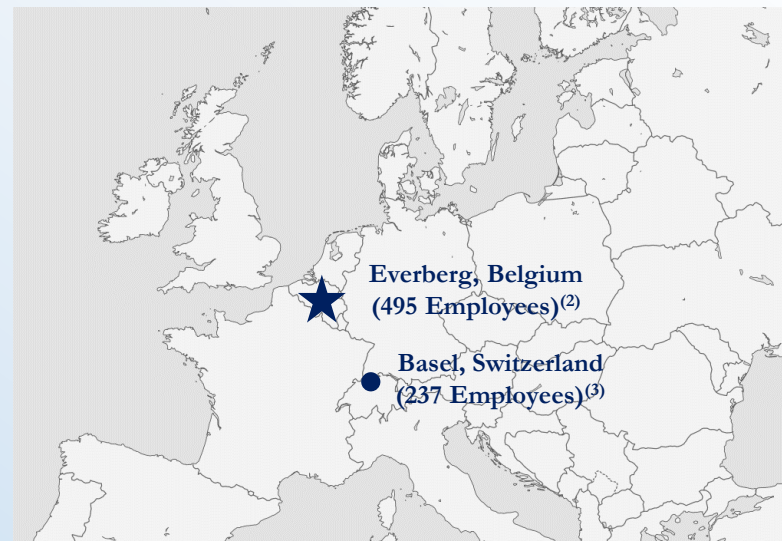 Everberg, Belgium
(495 Employees)(2)
Basel, Switzerland
(237 Employees)(3)